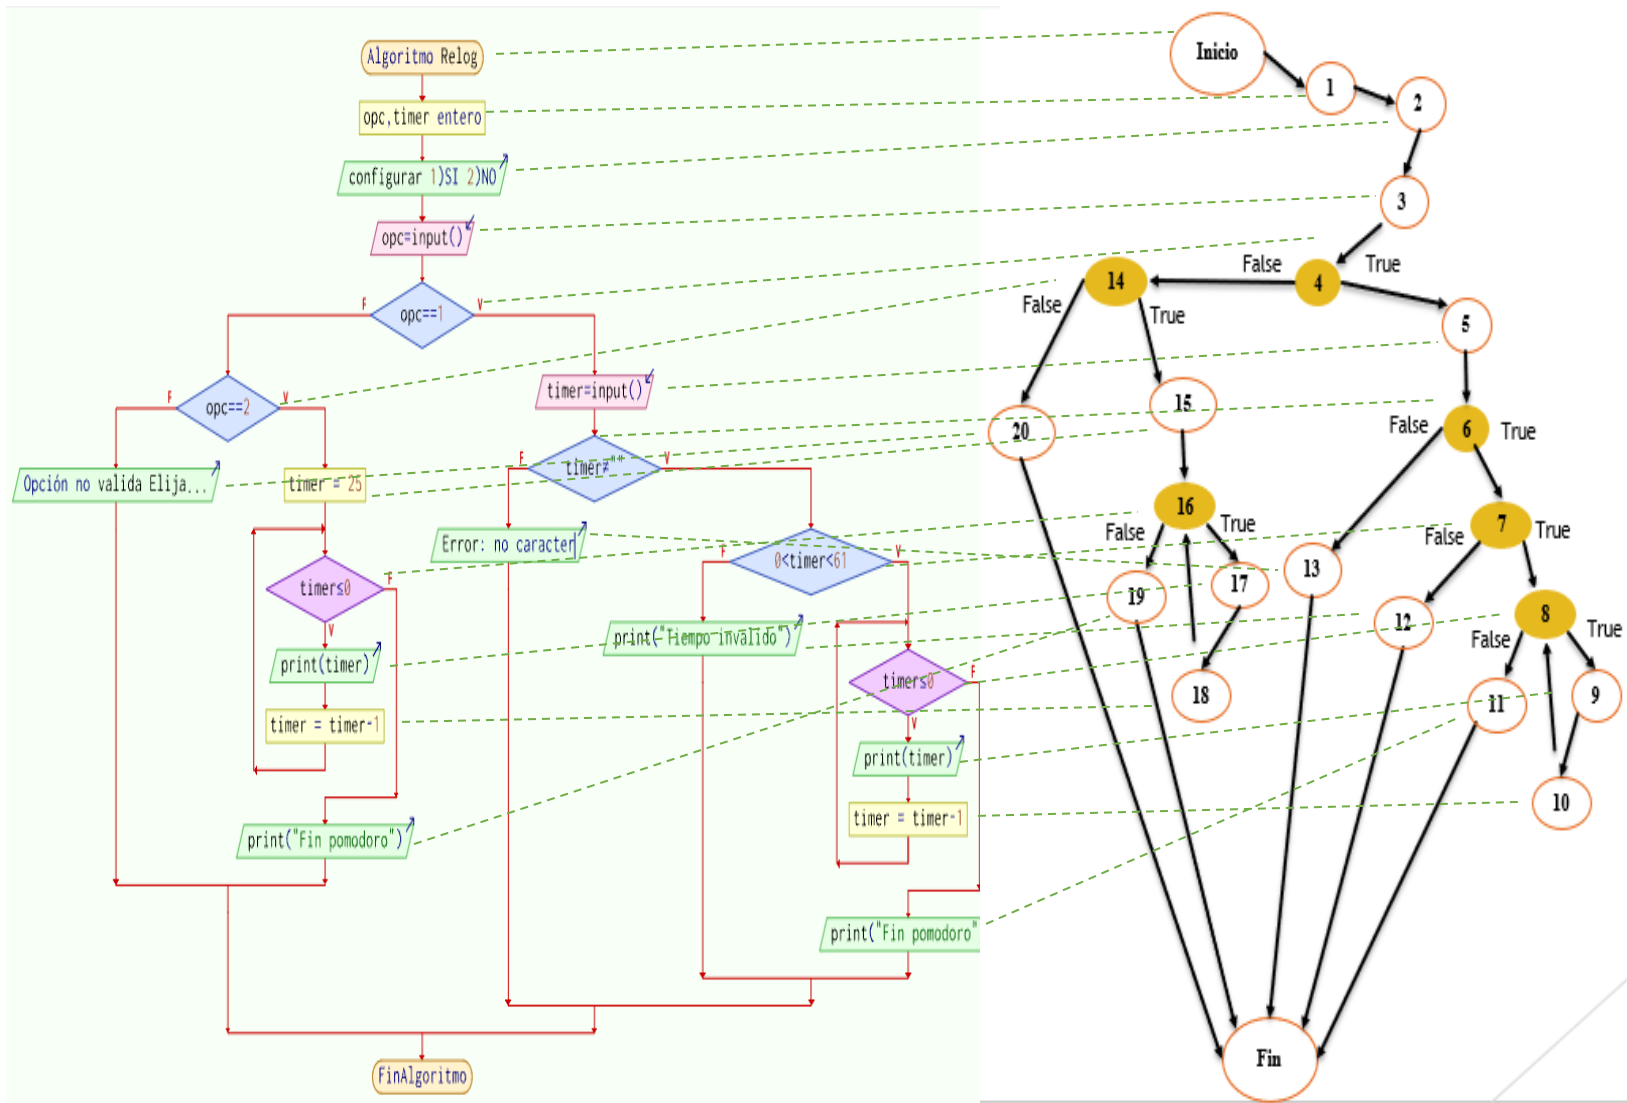 Algoritmo Relog
opc,timer entero
configurar 1)SI 2)NO
opc=input()
F
V
opc==1
F
V
opc==2
timer=input()
Opción no valida Elija...
timer = 25
F
V
timer≠""
timer≤0
F
V
print(timer)
timer = timer-1
print("Fin pomodoro")
Error: no caracter
F
V
0<timer<61
print("Tiempo invalido")
timer≤0
F
V
print(timer)
timer = timer-1
print("Fin pomodoro"
FinAlgoritmo
Inicio
1
2
3
False
True
4
14
False
True
5
15
20
False
True
6
16
False
True
7
False
True
13
17
19
12
8
False
True
18
11
9
10
Fin